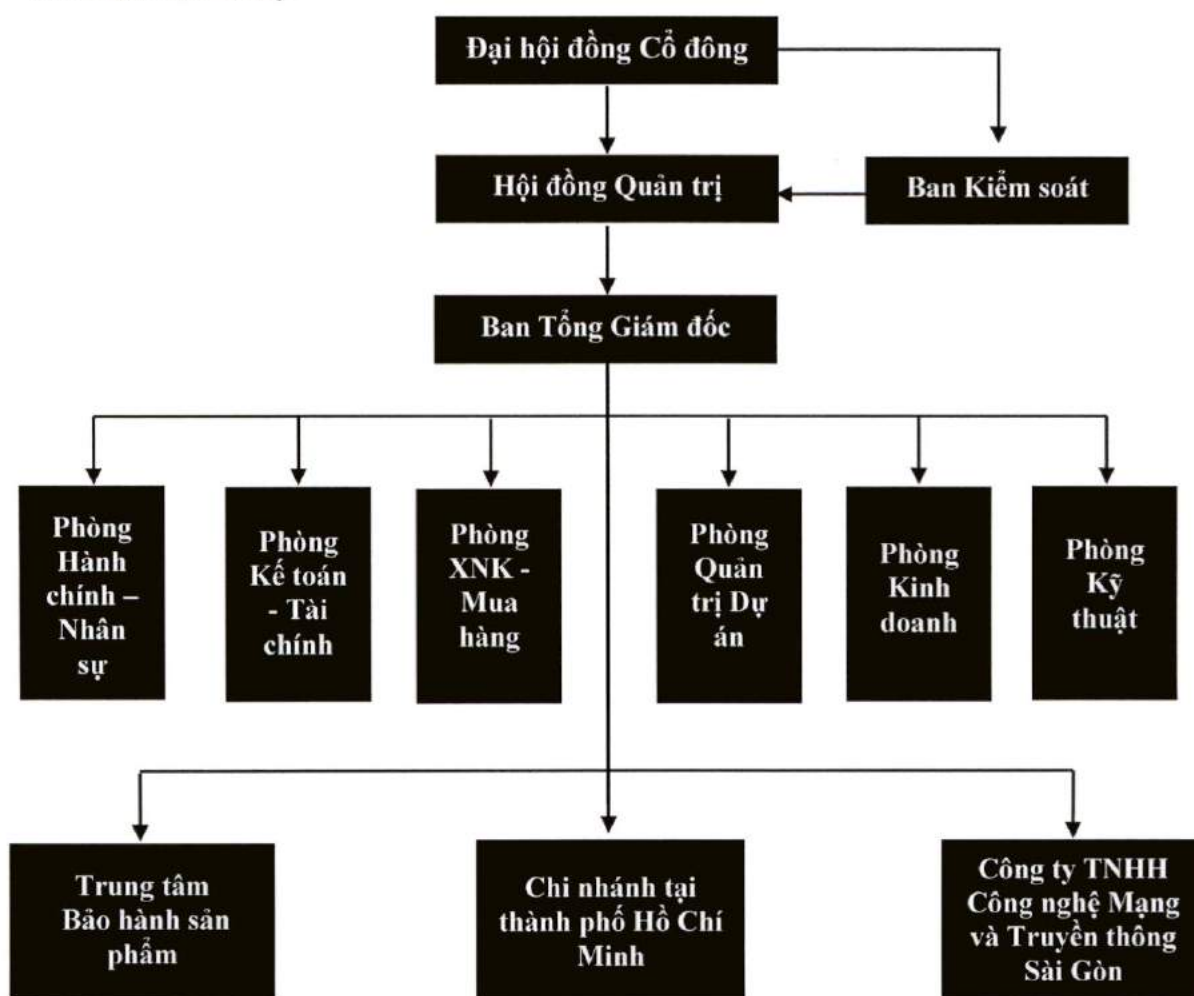 Đại hội đồng Cổ đông
Hội đồng Quản trị
Ban Kiểm soát
Ban Tổng Giám đốc
Phòng
Hành
chính –
Nhân
sự
Phòng
Kế toán
- Tài
chính
Phòng
XNK -
Mua
hàng
Phòng
Quản
trị Dự
án
Phòng
Kinh
doanh
Phòng
Kỹ
thuật
Trung tâm
Bảo hành sản
phẩm
Chi nhánh tại
thành phố Hồ Chí
Minh
Công ty TNHH
Công nghệ Mạng
và Truyền thông
Sài Gòn